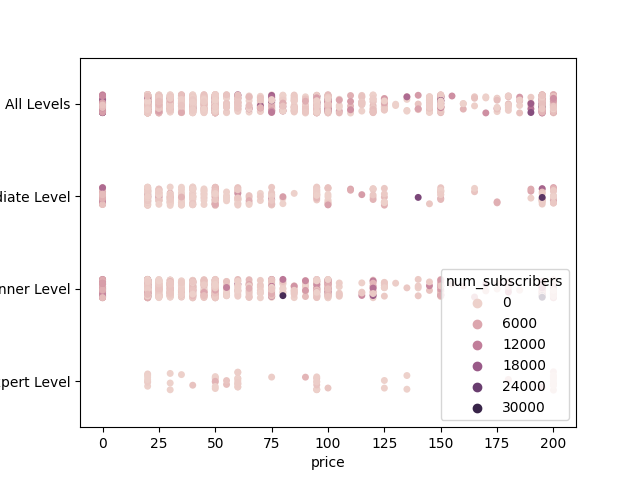 All Levels
diate Level
nner Level
pert Level
num_subscribers
0
6000
12000
18000
24000
30000
0 25 50 75 100 125 150 175 200
price